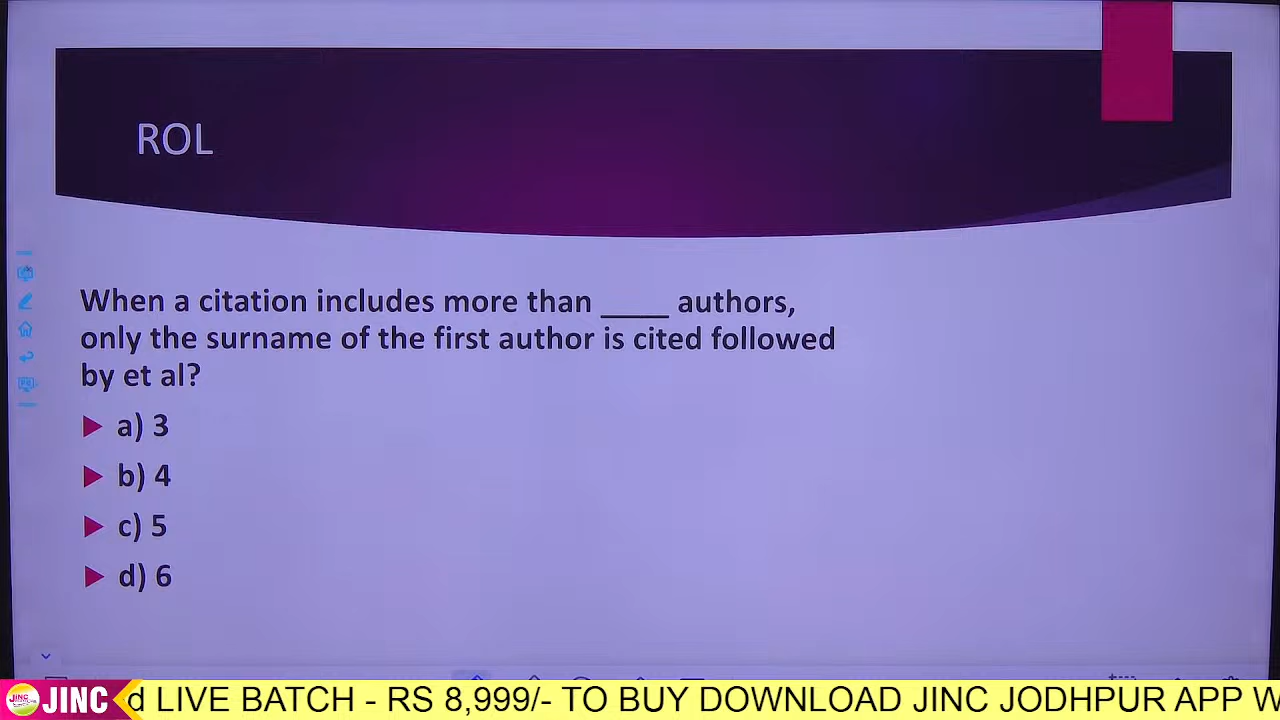 ROL
When a citation includes more than ____ authors,
only the surname of the first author is cited followed
by et al?
a) 3
b) 4
c) 5
d) 6
JINC
JINC
d LIVE BATCH - RS 8,999/- TO BUY DOWNLOAD JINC JODHPUR APP W